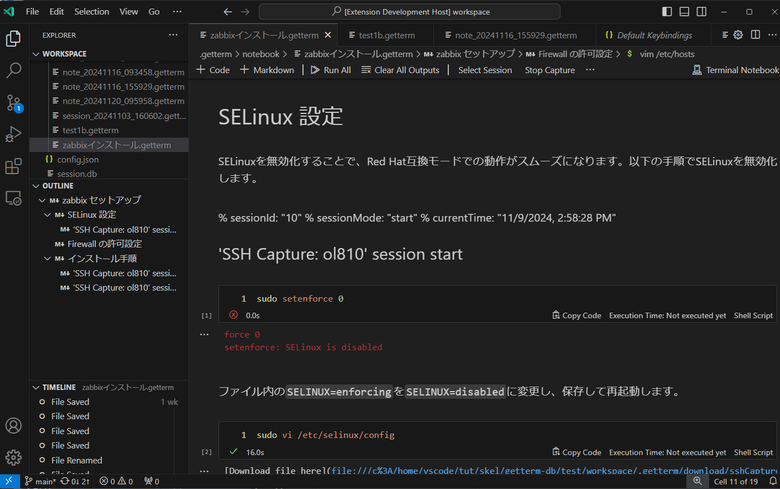 File Edit Selection View Go ··· [Extension Development Host] workspace
EXPLORER ···
zabbixインストール.getterm
test1b.getterm
note_20241116_155929.getterm
Default Keybindings
WORKSPACE
note_20241116_093458.getterm
note_20241116_155929.getterm
note_20241120_095958.getterm
session_20241103_160602.gett...
test1b.getterm
zabbixインストール.getterm
config.json
session.db
OUTLINE
zabbix セットアップ
SELinux 設定
'SSH Capture: ol810' sessi...
Firewall の許可設定
インストール手順
'SSH Capture: ol810' sessi...
'SSH Capture: ol810' sessi...
TIMELINE zabbixインストール.getterm
File Saved 1 wk
File Saved
File Saved
File Saved
File Renamed
File Saved
.getterm > notebook > zabbixインストール.getterm > zabbix セットアップ > Firewall の許可設定 > $ vim /etc/hosts
+ Code + Markdown Run All Clear All Outputs Select Session Stop Capture ··· Terminal Notebook
SELinux 設定
SELinuxを無効化することで、Red Hat互換モードでの動作がスムーズになります。以下の手順でSELinuxを無効化
します。
% sessionId: "10" % sessionMode: "start" % currentTime: "11/9/2024, 2:58:28 PM"
'SSH Capture: ol810' session start
1 sudo setenforce 0
[1] 0.0s Copy Code Execution Time: Not executed yet Shell Script
force 0
setenforce: SELinux is disabled
ファイル内のSELINUX=enforcingをSELINUX=disabledに変更し、保存して再起動します。
1 sudo vi /etc/selinux/config
[2] 16.0s Copy Code Execution Time: Not executed yet Shell Script
[Download file here](file:///c%3A/home/vscode/tut/skel/getterm-db/test/workspace/.getterm/download/sshCapture
main* 0↓ 2↑ 0 0 0 Cell 11 of 19